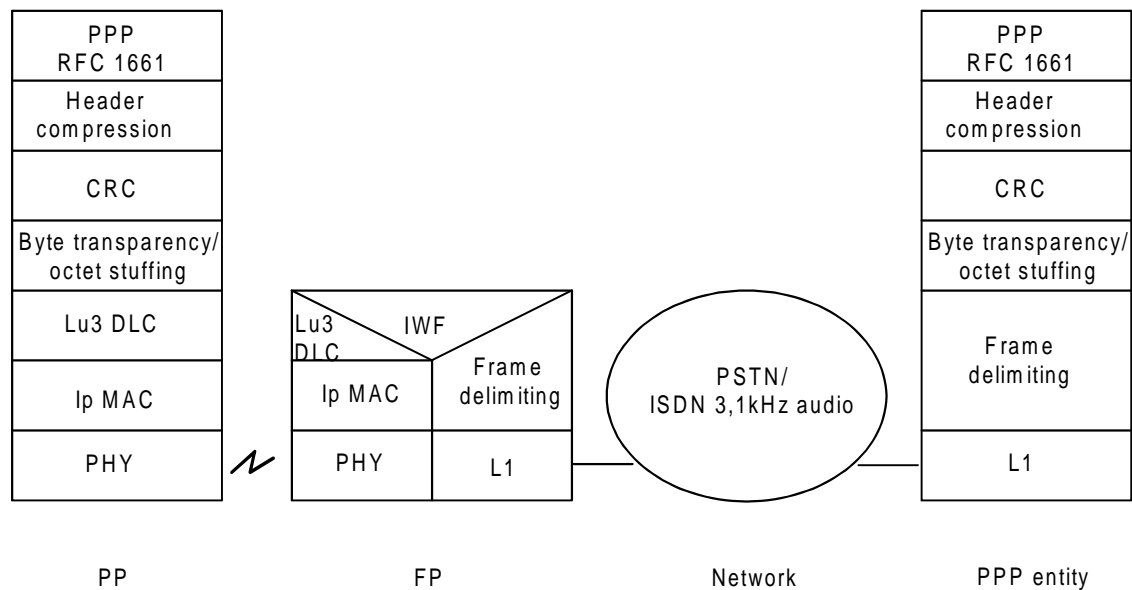 PPP
RFC 1661
Header
compression
CRC
Byte transparency/
octet stuffing
Lu3 DLC
Ip MAC
PHY
Lu3
DLC
IWF
Ip MAC
Frame
delimiting
PHY
L1
PSTN/
ISDN 3,1kHz audio
PPP
RFC 1661
Header
compression
CRC
Byte transparency/
octet stuffing
Frame
delimiting
L1
PP
FP
Network
PPP entity